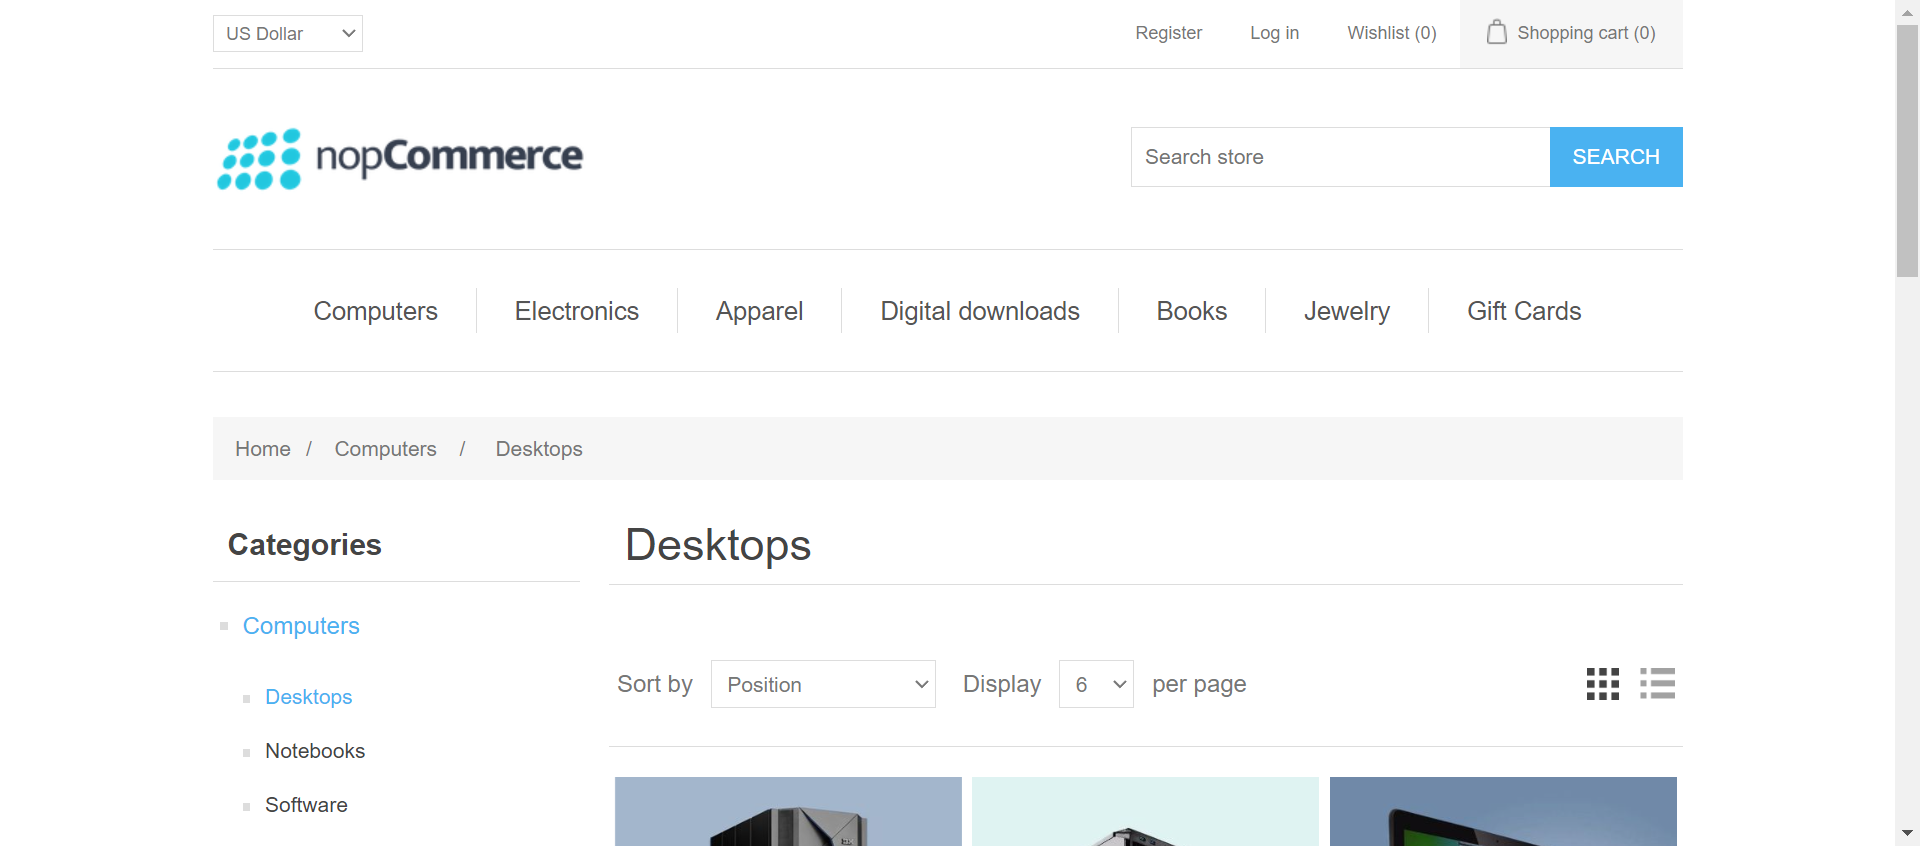 US Dollar
Register
Log in
Wishlist (0)
Shopping cart (0)
nopCommerce
Search store
SEARCH
Computers
Electronics
Apparel
Digital downloads
Books
Jewelry
Gift Cards
Home / Computers / Desktops
Categories
Computers
Desktops
Notebooks
Software
Desktops
Sort by Position
Display 6 per page